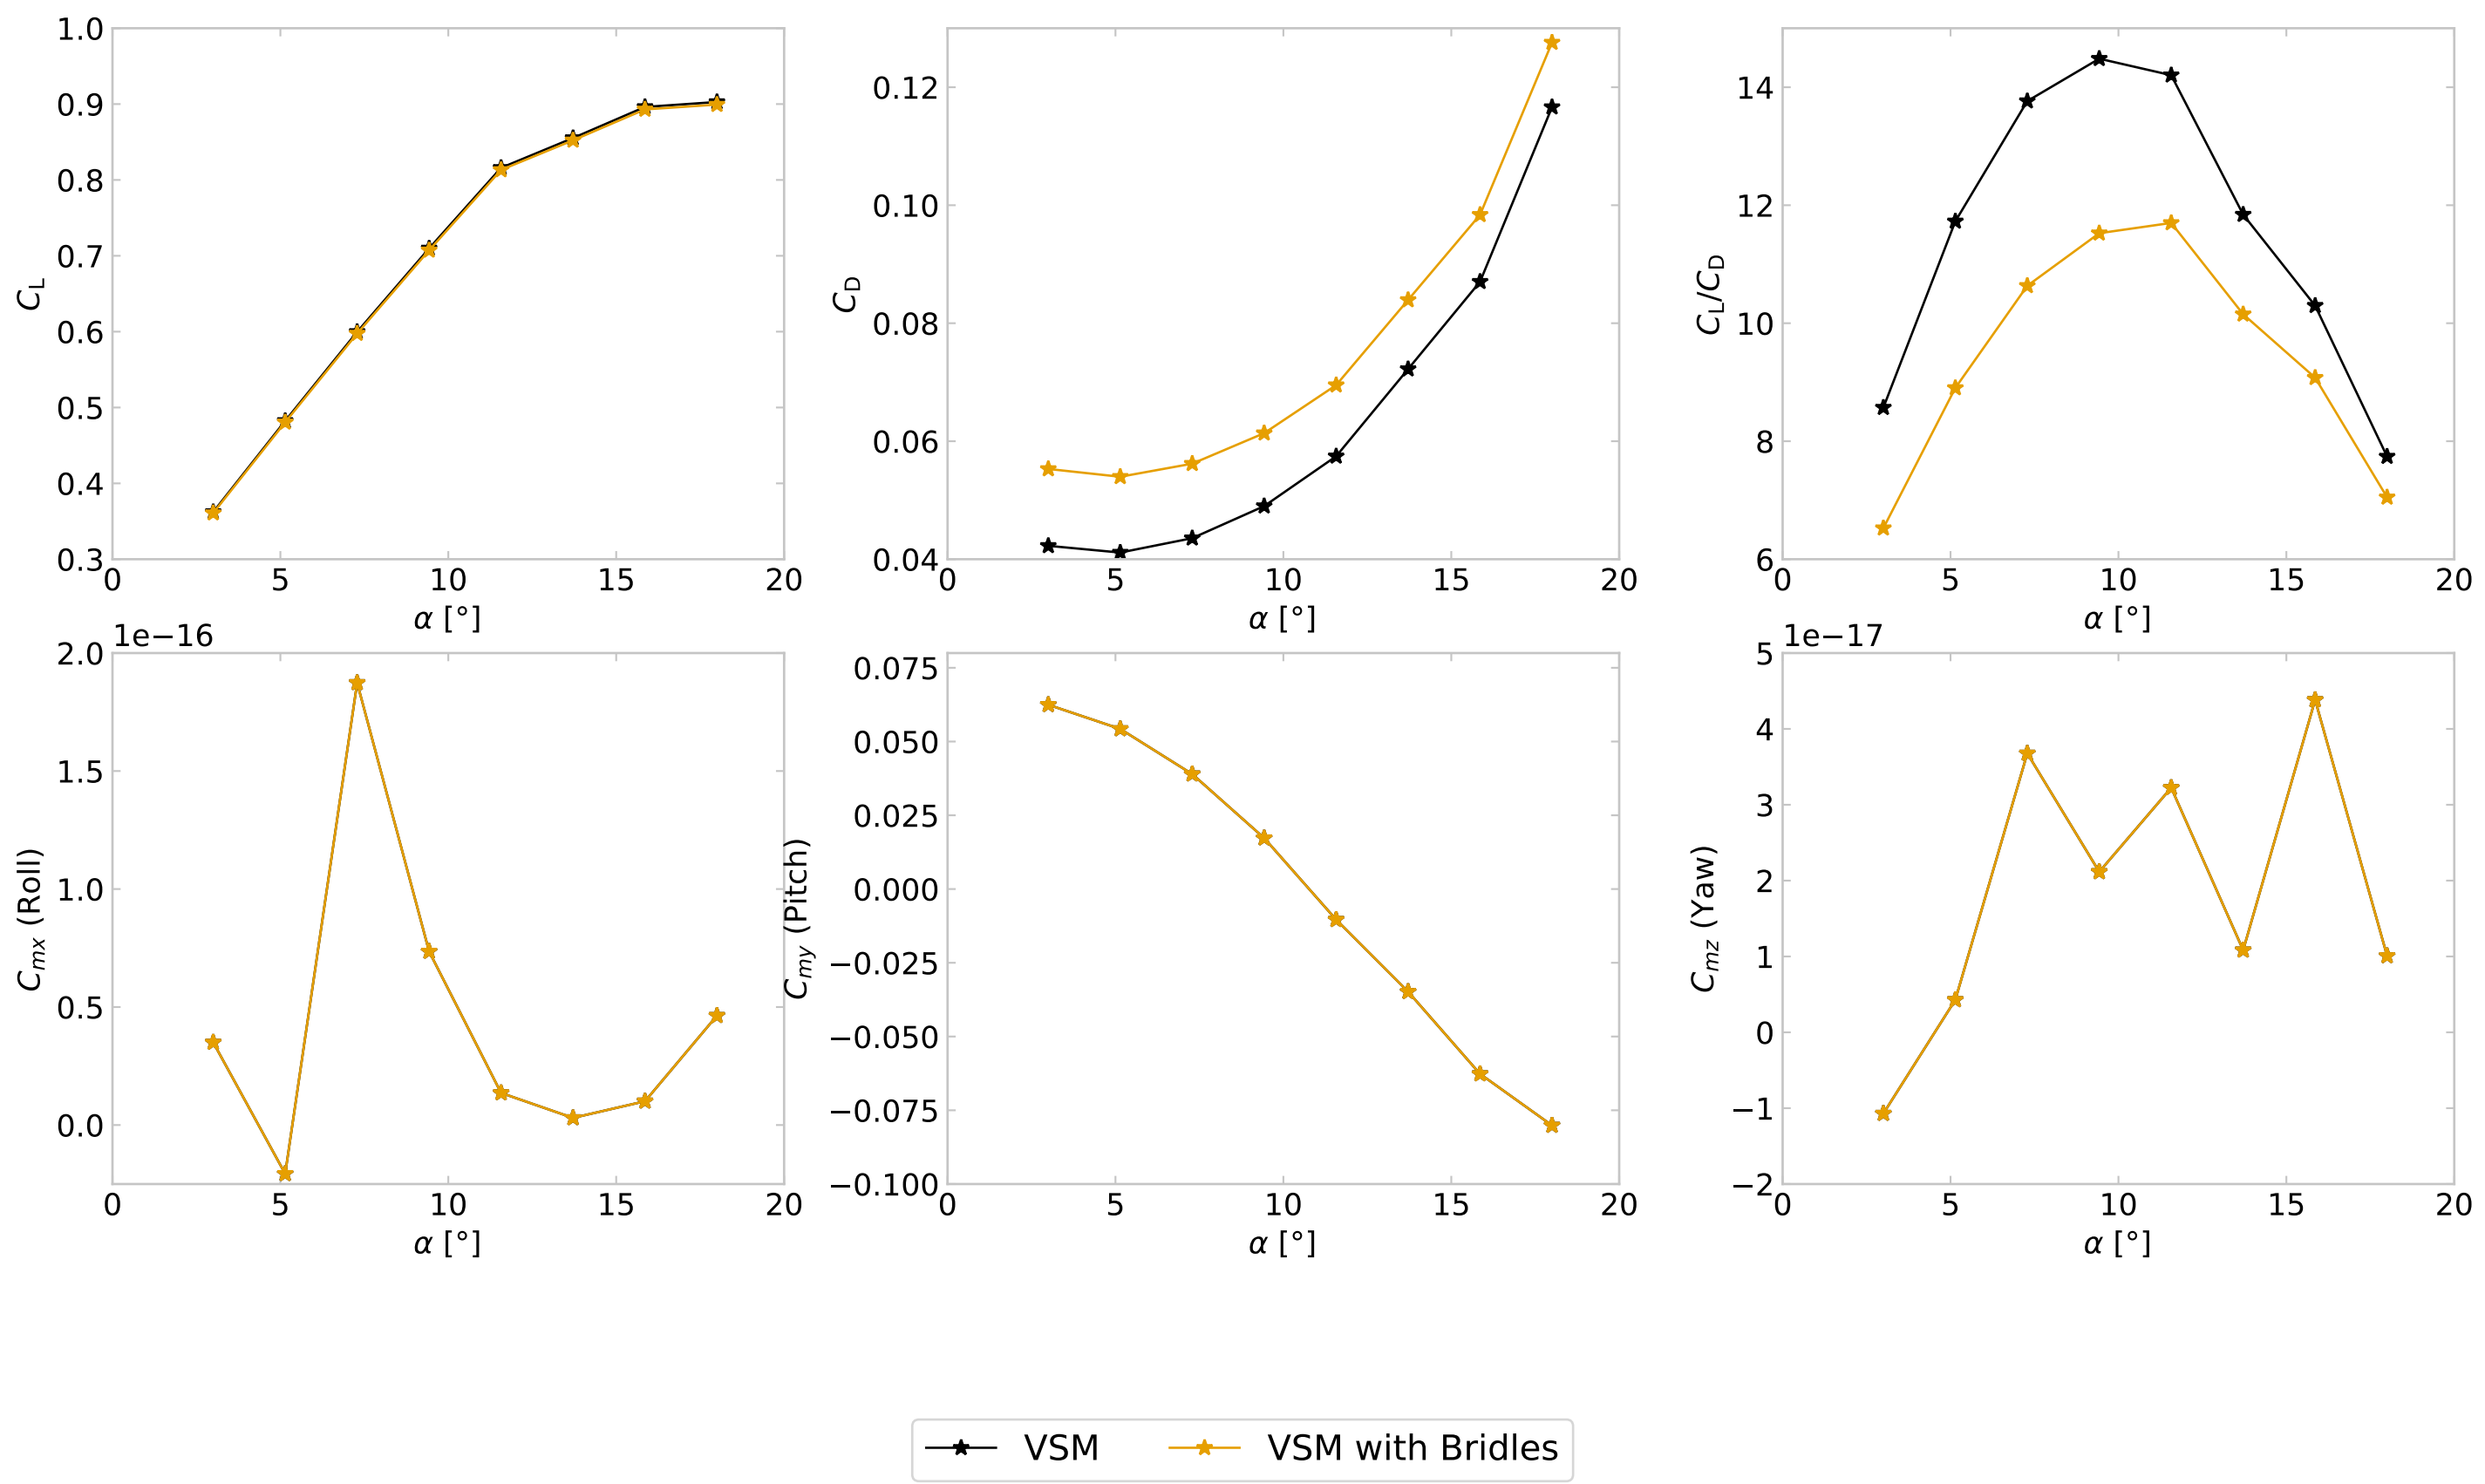 1.0
0.9
0.8
0.7
0.6
0.5
0.4
0.3
0 5 10 15 20
α [°]
C_L
0.12
0.10
0.08
0.06
0.04
0 5 10 15 20
α [°]
C_D
14
12
10
8
6
0 5 10 15 20
α [°]
C_L/C_D
1e−16
2.0
1.5
1.0
0.5
0.0
0 5 10 15 20
α [°]
C_mx (Roll)
0.075
0.050
0.025
0.000
−0.025
−0.050
−0.075
−0.100
0 5 10 15 20
α [°]
C_my (Pitch)
1e−17
5
4
3
2
1
0
−1
−2
0 5 10 15 20
α [°]
C_mz (Yaw)
VSM VSM with Bridles